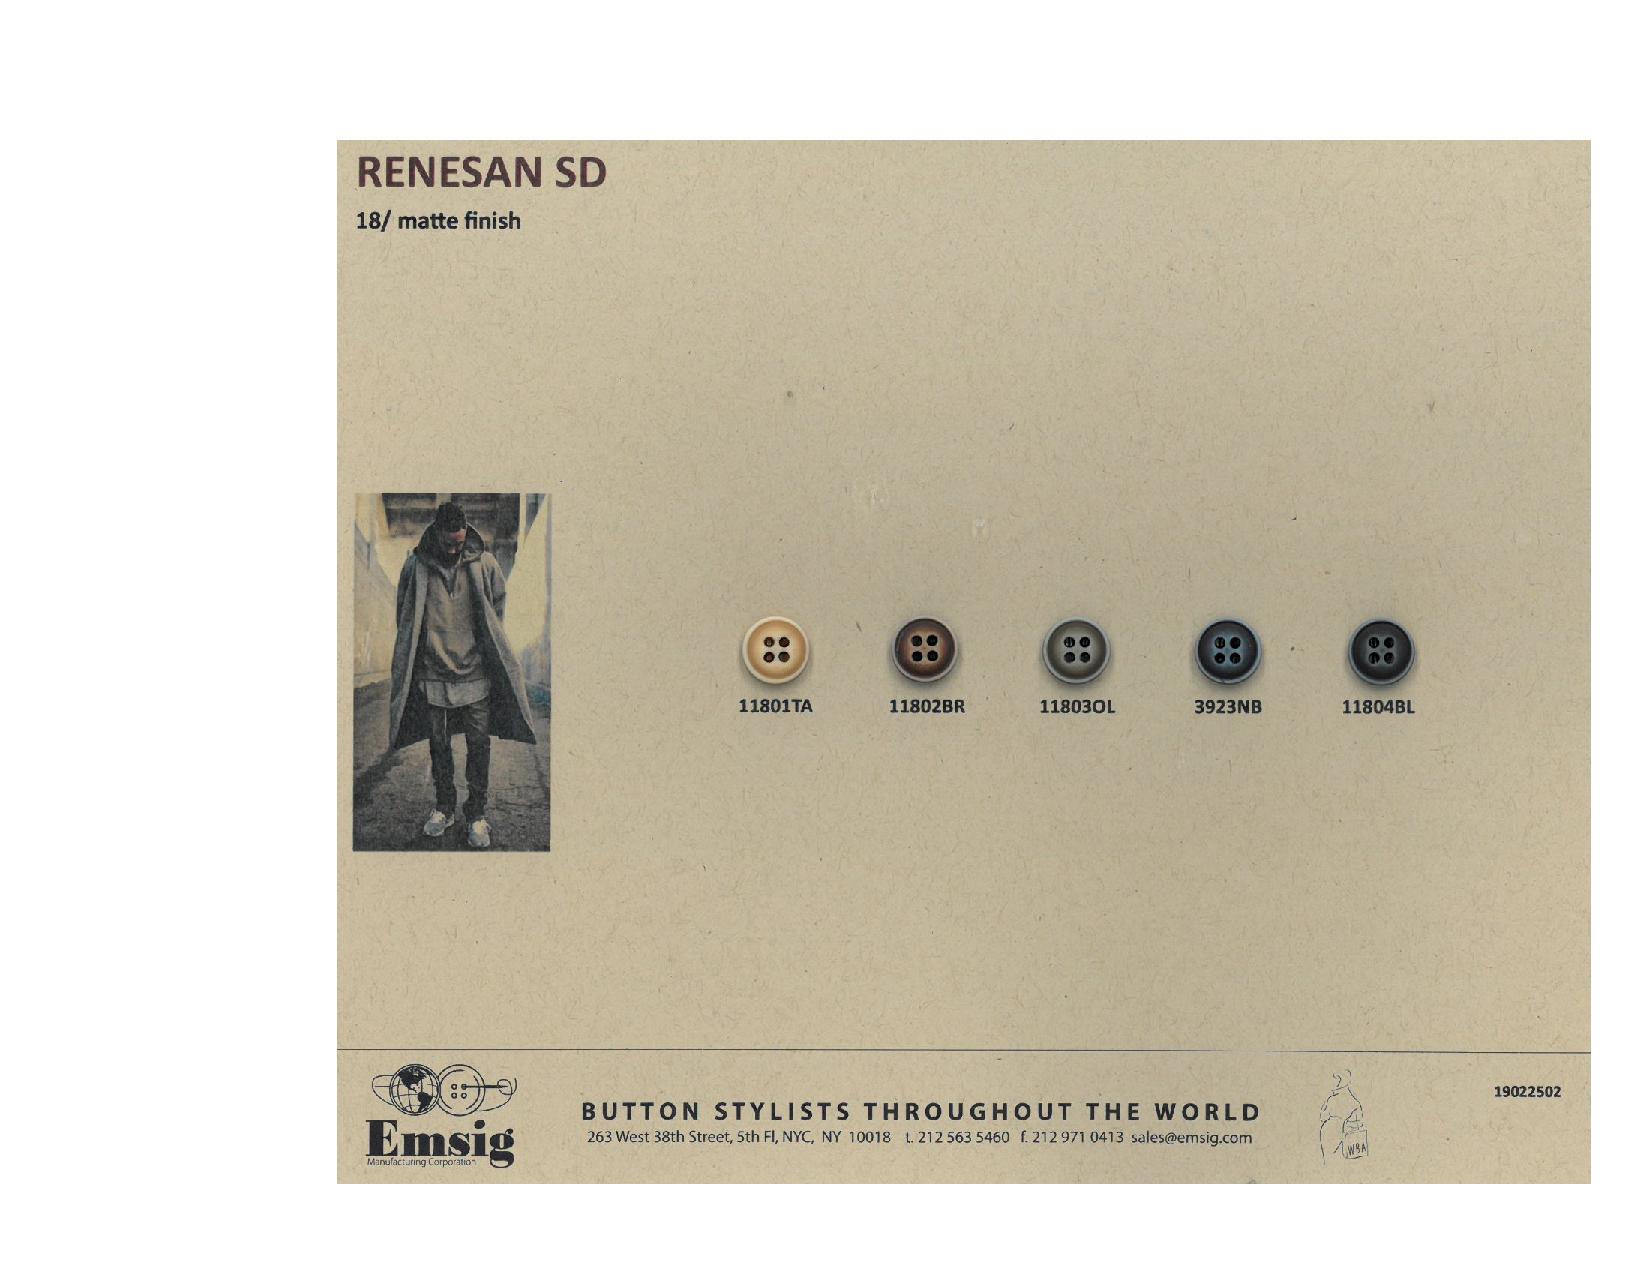 RENESAN SD
18/ matte finish
11801TA 11802BR 11803OL 3923NB 11804BL
19022502
BUTTON STYLISTS THROUGHOUT THE WORLD
263 West 38th Street, 5th Fl, NYC, NY 10018 t. 212 563 5460 f. 212 971 0413 sales@emsig.com
Emsig
Manufacturing Corporation
WBA